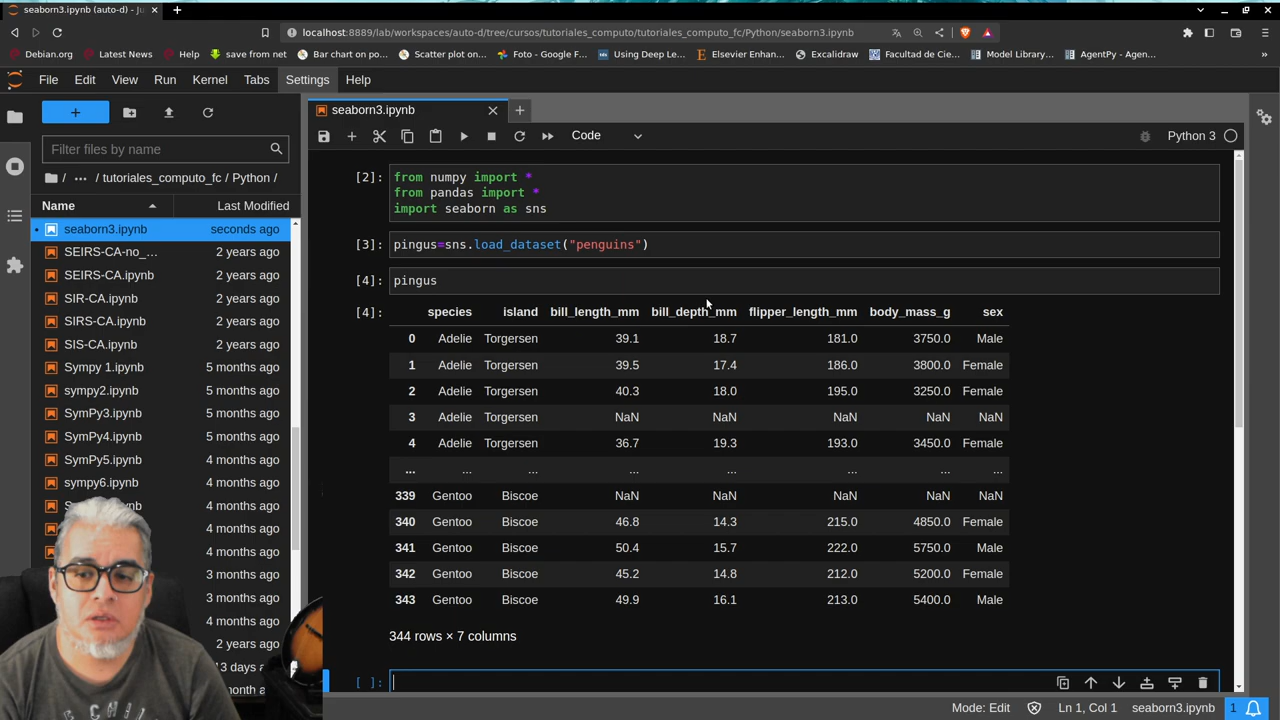 seaborn3.ipynb (auto-d) - Ju
localhost:8889/lab/workspaces/auto-d/tree/cursos/tutoriales_computo/tutoriales_computo_fc/Python/seaborn3.ipynb
Debian.org Latest News Help save from net Bar chart on po... Scatter plot on... Foto - Google F... Using Deep Le... Elsevier Enhan... Excalidraw Facultad de Cie... Model Library... AgentPy - Agen...
File Edit View Run Kernel Tabs Settings Help
seaborn3.ipynb
Code
Python 3
Filter files by name
/ ... / tutoriales_computo_fc / Python /
Name Last Modified
seaborn3.ipynb seconds ago
SEIRS-CA-no_... 2 years ago
SEIRS-CA.ipynb 2 years ago
SIR-CA.ipynb 2 years ago
SIRS-CA.ipynb 2 years ago
SIS-CA.ipynb 2 years ago
Sympy 1.ipynb 5 months ago
sympy2.ipynb 5 months ago
SymPy3.ipynb 5 months ago
SymPy4.ipynb 5 months ago
SymPy5.ipynb 4 months ago
sympy6.ipynb 4 months ago
4 months ago
4 months ago
4 months ago
3 months ago
3 months ago
4 months ago
2 years ago
13 days a
month a
[2]: from numpy import *
from pandas import *
import seaborn as sns
[3]: pingus=sns.load_dataset("penguins")
[4]: pingus
[4]: species island bill_length_mm bill_depth_mm flipper_length_mm body_mass_g sex
0 Adelie Torgersen 39.1 18.7 181.0 3750.0 Male
1 Adelie Torgersen 39.5 17.4 186.0 3800.0 Female
2 Adelie Torgersen 40.3 18.0 195.0 3250.0 Female
3 Adelie Torgersen NaN NaN NaN NaN NaN
4 Adelie Torgersen 36.7 19.3 193.0 3450.0 Female
... ... ... ... ... ... ... ...
339 Gentoo Biscoe NaN NaN NaN NaN NaN
340 Gentoo Biscoe 46.8 14.3 215.0 4850.0 Female
341 Gentoo Biscoe 50.4 15.7 222.0 5750.0 Male
342 Gentoo Biscoe 45.2 14.8 212.0 5200.0 Female
343 Gentoo Biscoe 49.9 16.1 213.0 5400.0 Male
344 rows × 7 columns
[ ]:
Mode: Edit Ln 1, Col 1 seaborn3.ipynb 1